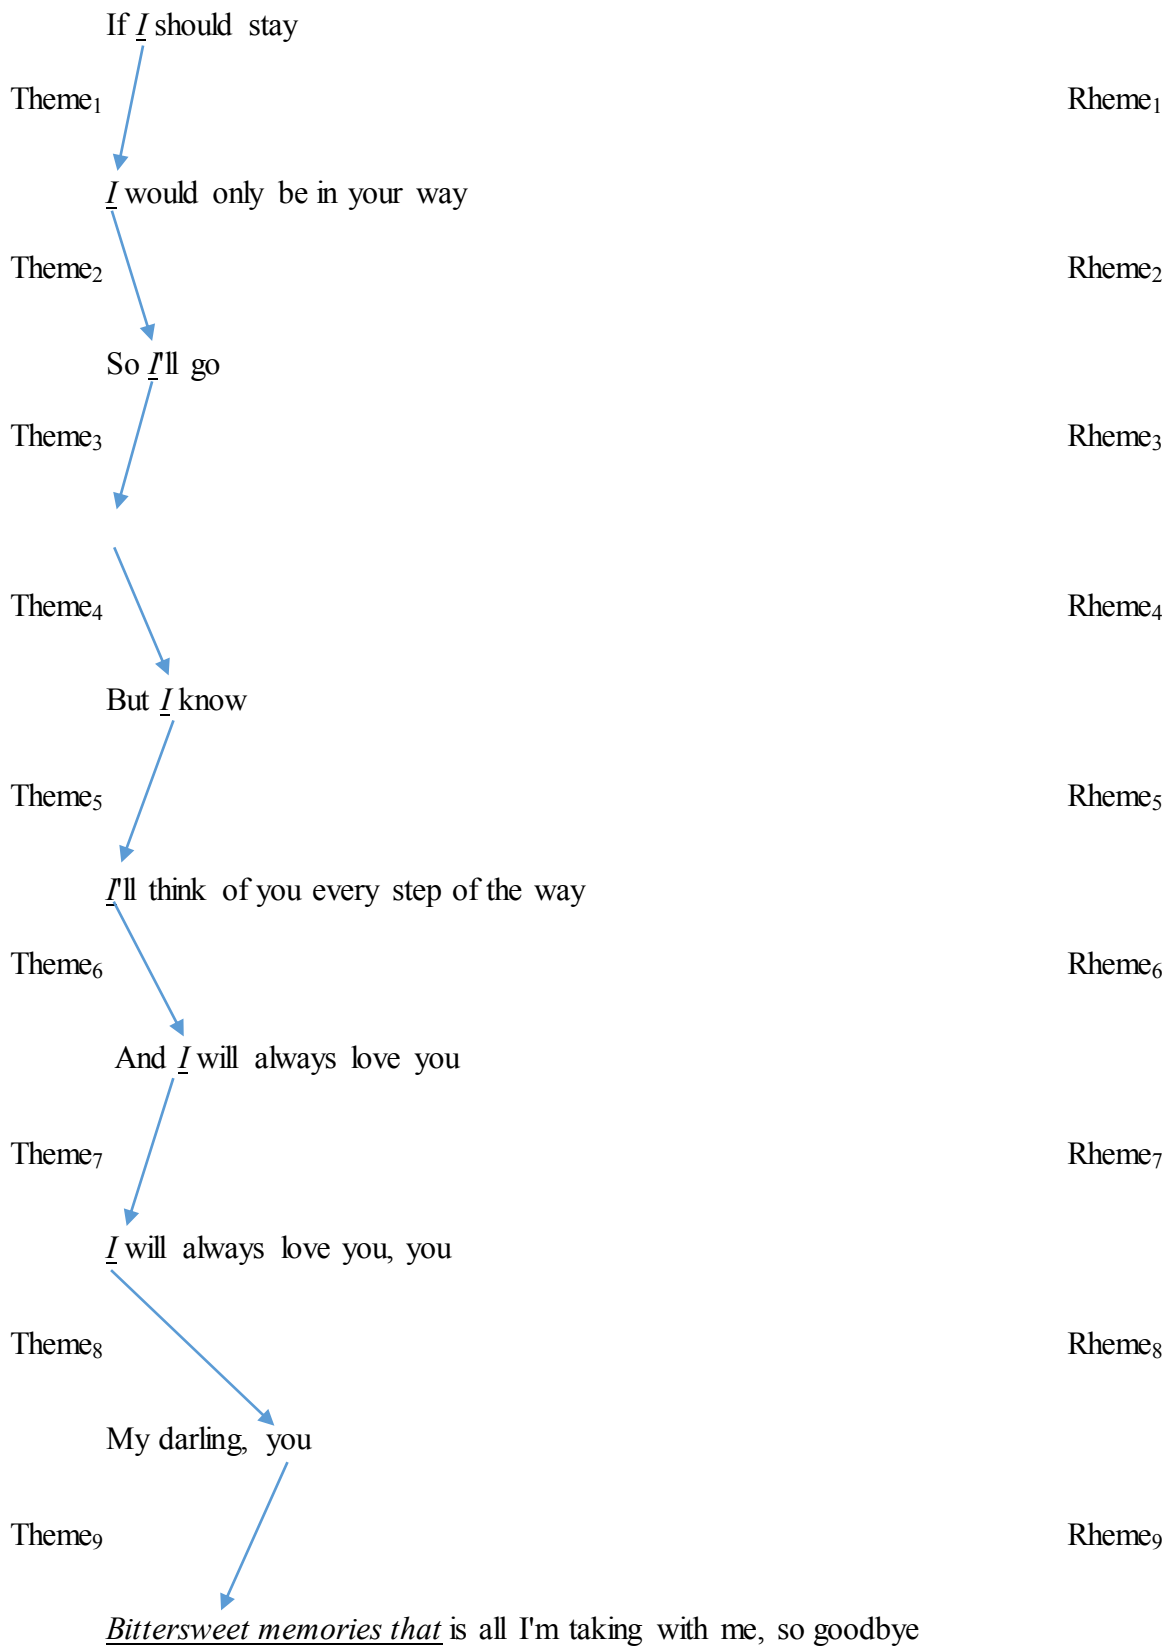 If I should stay
Theme₁ Rheme₁
I would only be in your way
Theme₂ Rheme₂
So I'll go
Theme₃ Rheme₃
Theme₄ Rheme₄
But I know
Theme₅ Rheme₅
I'll think of you every step of the way
Theme₆ Rheme₆
And I will always love you
Theme₇ Rheme₇
I will always love you, you
Theme₈ Rheme₈
My darling, you
Theme₉ Rheme₉
Bittersweet memories that is all I'm taking with me, so goodbye